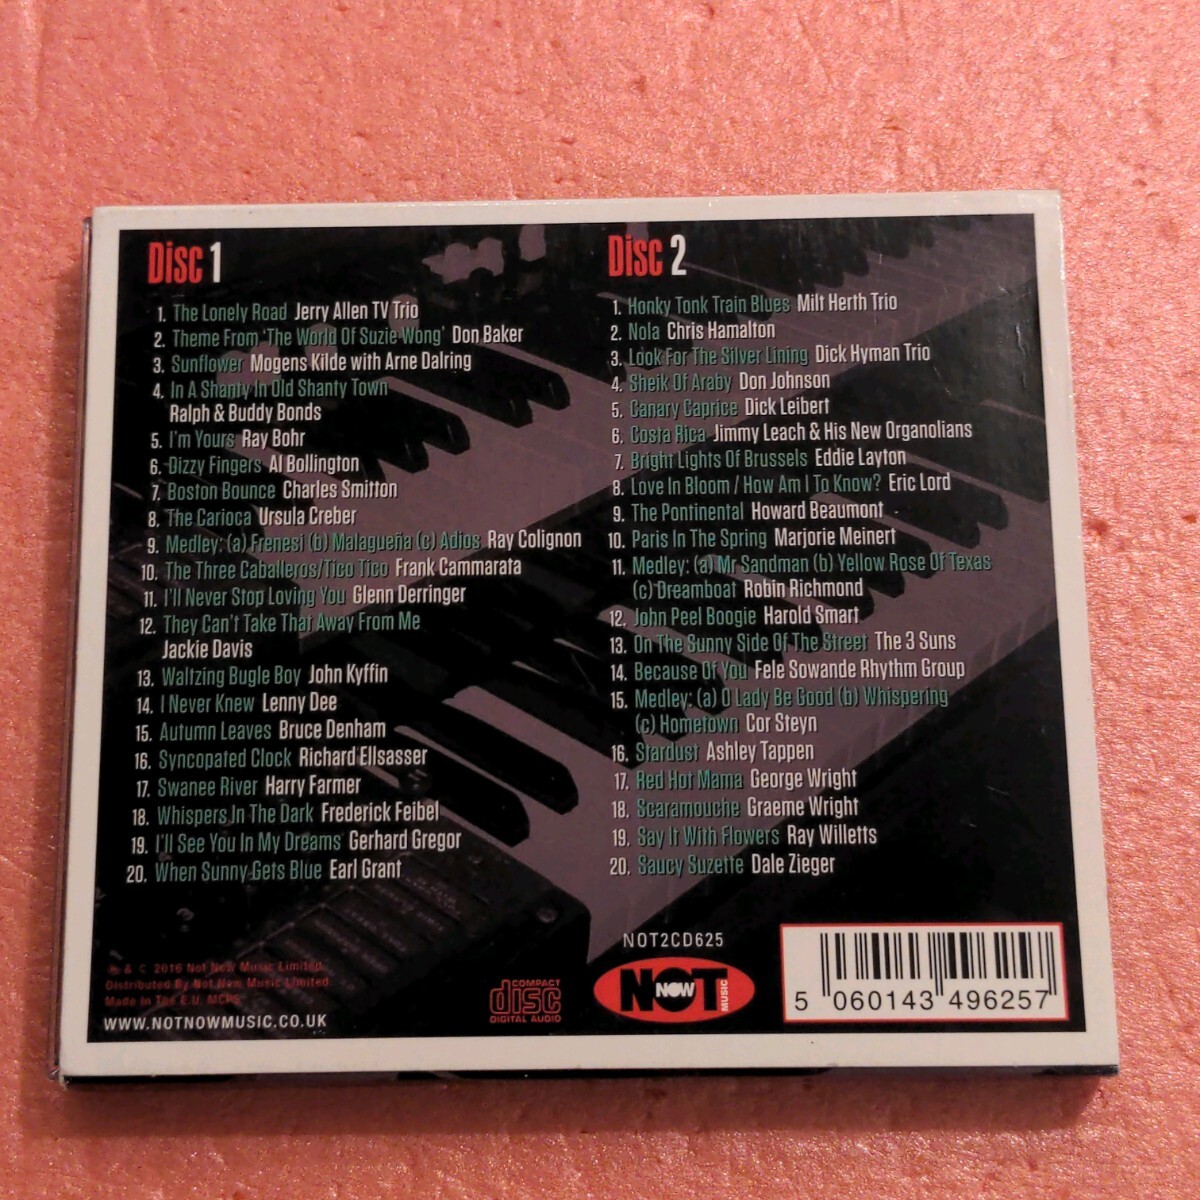 Disc 1
1. The Lonely Road Jerry Allen TV Trio
2. Theme From 'The World Of Suzie Wong' Don Baker
3. Sunflower Mogens Kilde with Arne Dalring
4. In A Shanty In Old Shanty Town
Ralph & Buddy Bonds
5. I'm Yours Ray Bohr
6. Dizzy Fingers Al Bollington
7. Boston Bounce Charles Smitton
8. The Carioca Ursula Creber
9. Medley: (a) Frenesi (b) Malagueña (c) Adios Ray Colignon
10. The Three Caballeros/Tico Tico Frank Cammarata
11. I'll Never Stop Loving You Glenn Derringer
12. They Can't Take That Away From Me
Jackie Davis
13. Waltzing Bugle Boy John Kyffin
14. I Never Knew Lenny Dee
15. Autumn Leaves Bruce Denham
16. Syncopated Clock Richard Ellsasser
17. Swanee River Harry Farmer
18. Whispers In The Dark Frederick Feibel
19. I'll See You In My Dreams Gerhard Gregor
20. When Sunny Gets Blue Earl Grant
Disc 2
1. Honky Tonk Train Blues Milt Herth Trio
2. Nola Chris Hamalton
3. Look For The Silver Lining Dick Hyman Trio
4. Sheik Of Araby Don Johnson
5. Canary Caprice Dick Leibert
6. Costa Rica Jimmy Leach & His New Organolians
7. Bright Lights Of Brussels Eddie Layton
8. Love In Bloom / How Am I To Know? Eric Lord
9. The Pontinental Howard Beaumont
10. Paris In The Spring Marjorie Meinert
11. Medley: (a) Mr Sandman (b) Yellow Rose Of Texas
(c) Dreamboat Robin Richmond
12. John Peel Boogie Harold Smart
13. On The Sunny Side Of The Street The 3 Suns
14. Because Of You Fele Sowande Rhythm Group
15. Medley: (a) O Lady Be Good (b) Whispering
(c) Hometown Cor Steyn
16. Stardust Ashley Tappen
17. Red Hot Mama George Wright
18. Scaramouche Graeme Wright
19. Say It With Flowers Ray Willetts
20. Saucy Suzette Dale Zieger
℗ & © 2016 Not Now Music Limited.
Distributed By Not Now Music Limited
Made In The E.U. MCPS
WWW.NOTNOWMUSIC.CO.UK
COMPACT
disc
DIGITAL AUDIO
NOT2CD625
NOT NOW MUSIC
5 060143 496257